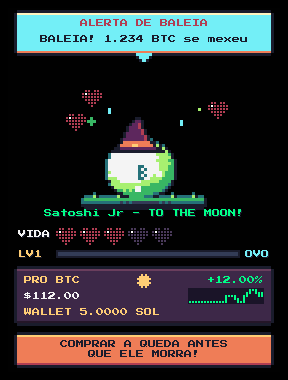 ALERTA DE BALEIA
BALEIA! 1.234 BTC se mexeu
B
Satoshi Jr - TO THE MOON!
VIDA
LV1 OVO
PRO BTC +12.00%
$112.00
WALLET 5.0000 SOL
COMPRAR A QUEDA ANTES
QUE ELE MORRA!